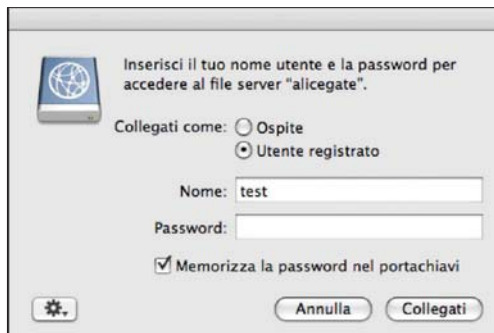 Inserisci il tuo nome utente e la password per
accedere al file server “alicegate”.
Collegati come: Ospite
Utente registrato
Nome: test
Password:
Memorizza la password nel portachiavi
Annulla Collegati